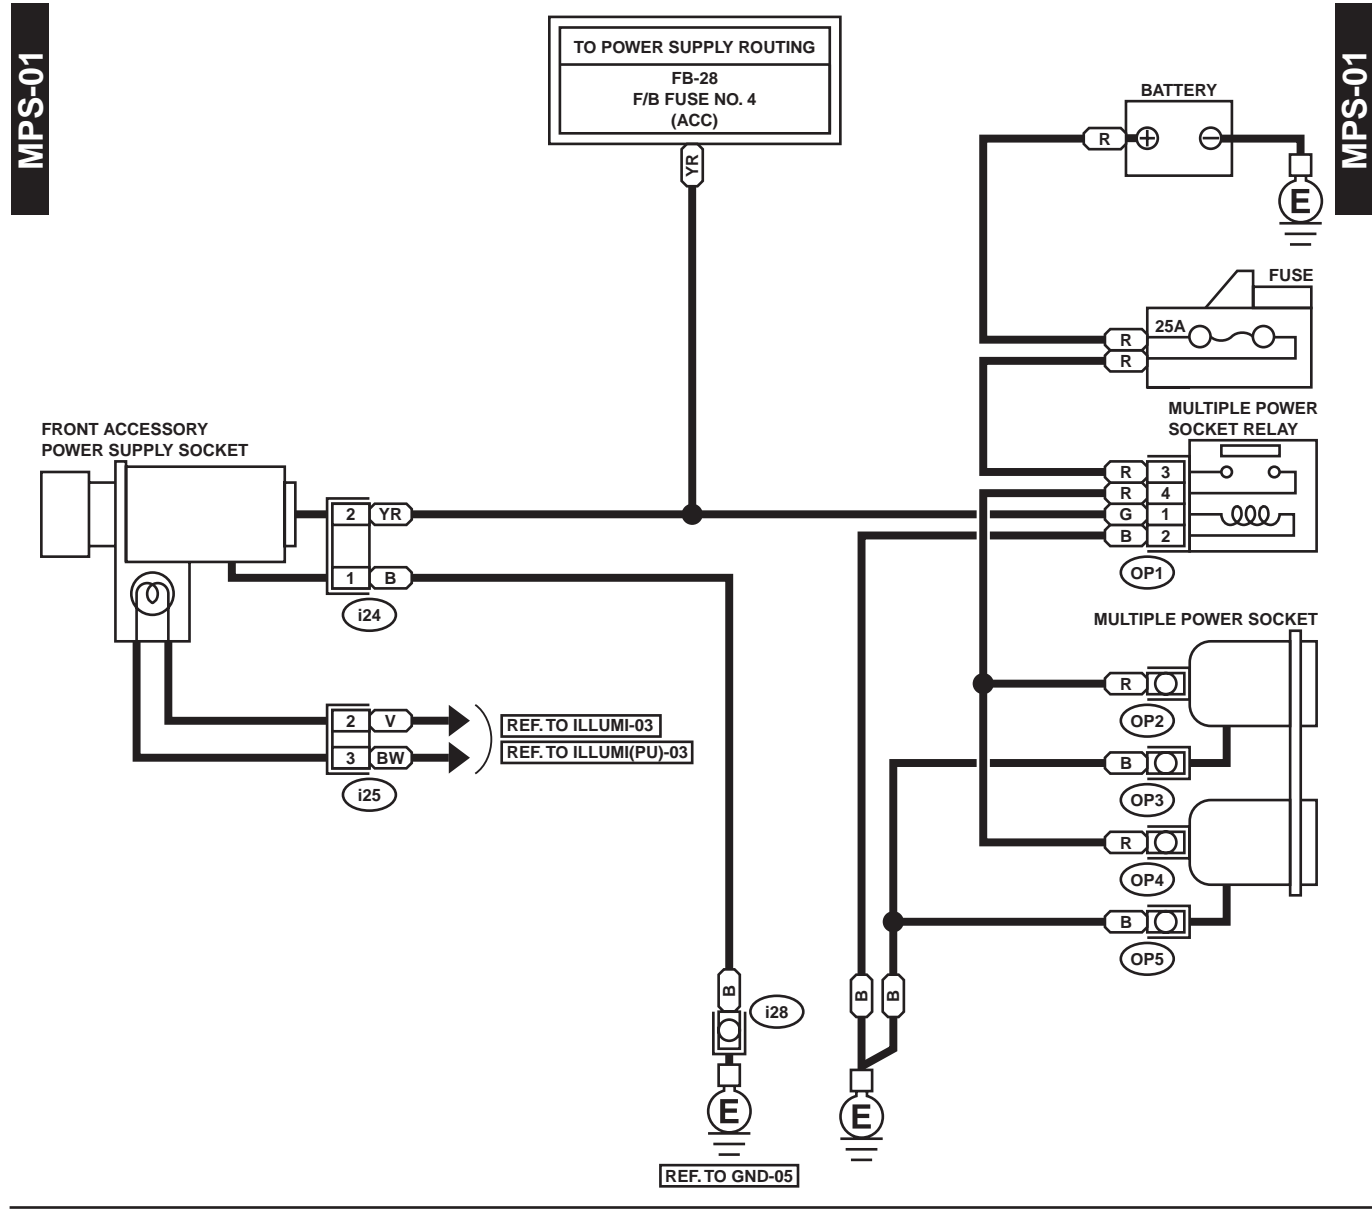 MPS-01
MPS-01
TO POWER SUPPLY ROUTING
FB-28
F/B FUSE NO. 4
(ACC)
YR
BATTERY
R
E
FUSE
25A
R
R
MULTIPLE POWER
SOCKET RELAY
R 3
R 4
G 1
B 2
OP1
FRONT ACCESSORY
POWER SUPPLY SOCKET
2 YR
1 B
i24
2 V
3 BW
i25
REF. TO ILLUMI-03
REF. TO ILLUMI(PU)-03
MULTIPLE POWER SOCKET
R
OP2
B
OP3
R
OP4
B
OP5
B
i28
E
REF. TO GND-05
B
B
E